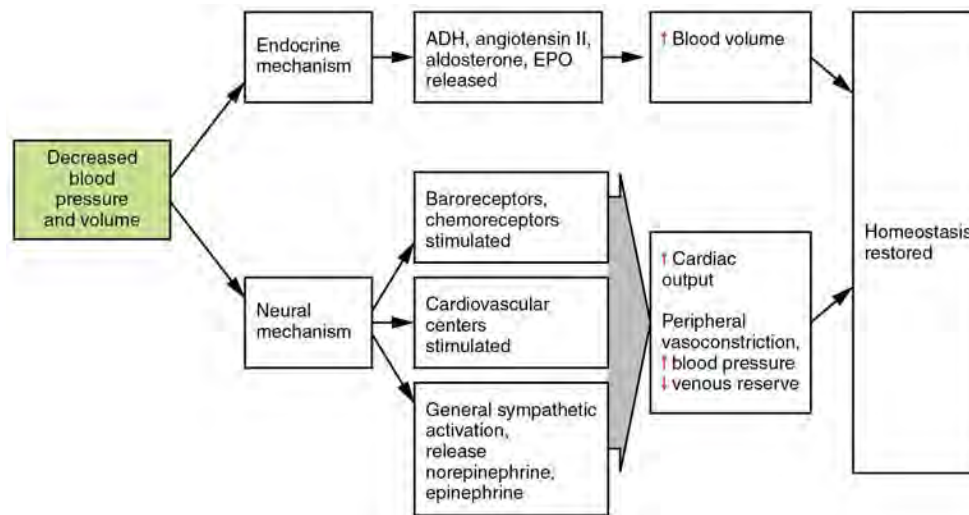 Decreased
blood
pressure
and volume
Endocrine
mechanism
ADH, angiotensin II,
aldosterone, EPO
released
↑ Blood volume
Neural
mechanism
Baroreceptors,
chemoreceptors
stimulated
Cardiovascular
centers
stimulated
General sympathetic
activation,
release
norepinephrine,
epinephrine
↑ Cardiac
output
Peripheral
vasoconstriction,
↑ blood pressure
↓ venous reserve
Homeostasis
restored